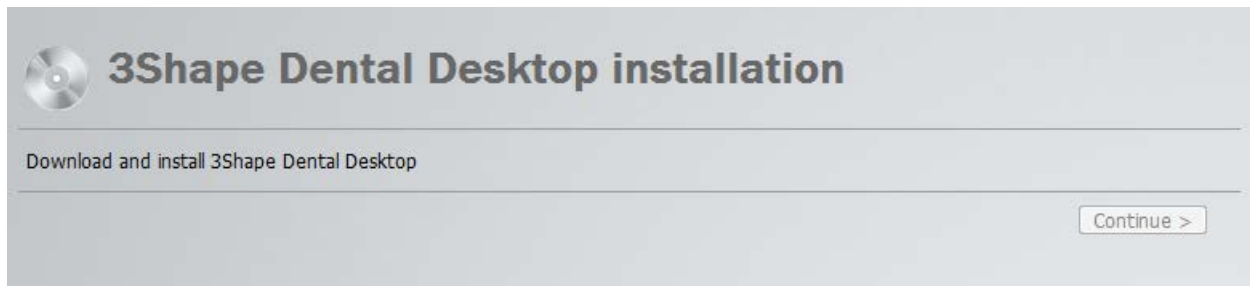 3Shape Dental Desktop installation
Download and install 3Shape Dental Desktop
Continue >